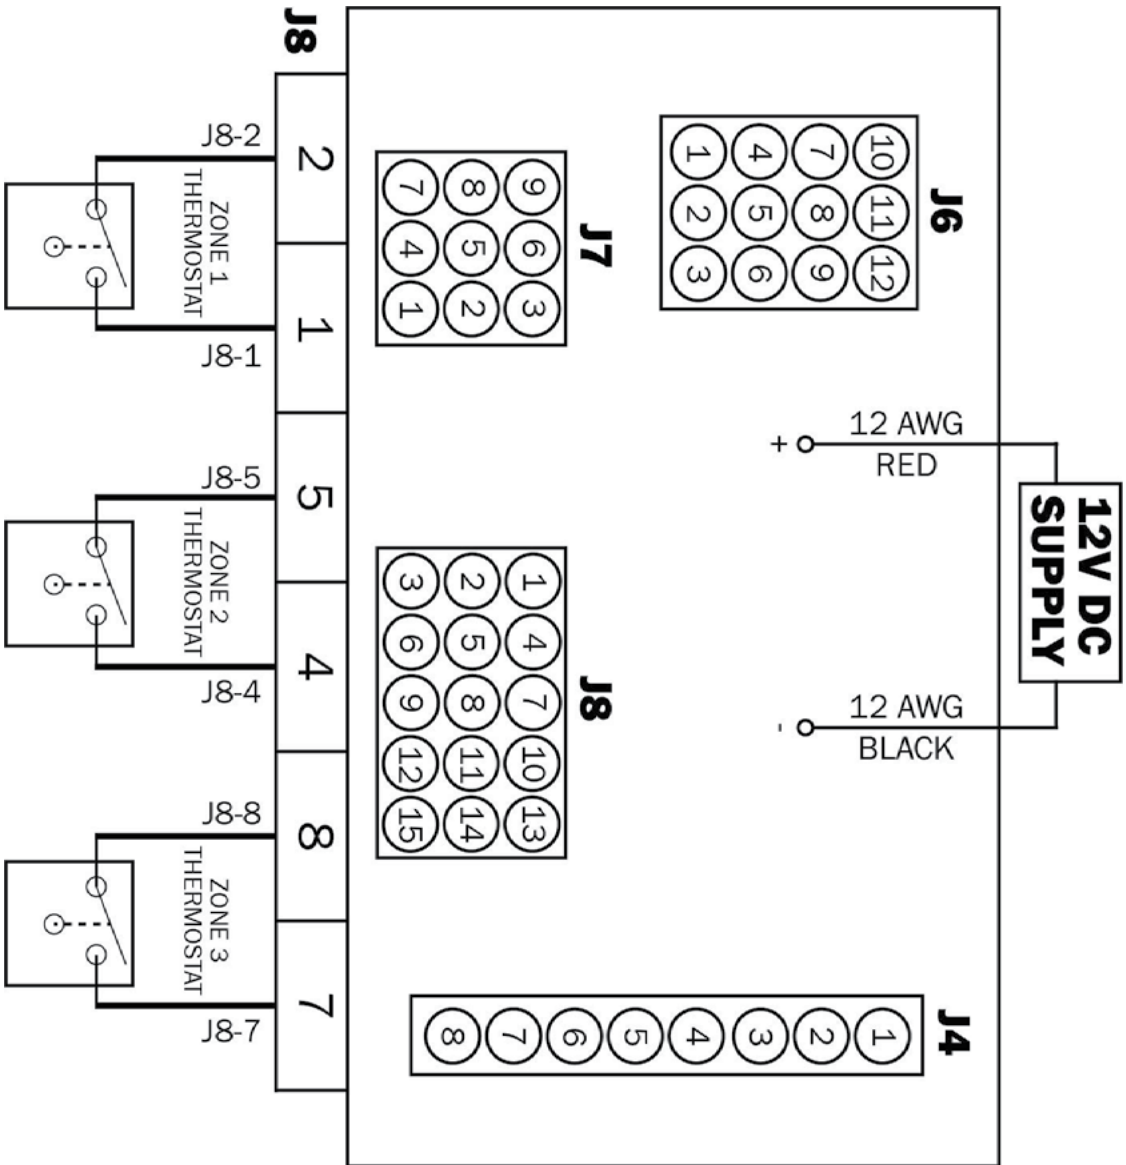 J8
2
1
5
4
8
7
J8-2
ZONE 1
THERMOSTAT
J8-1
J8-5
ZONE 2
THERMOSTAT
J8-4
J8-8
ZONE 3
THERMOSTAT
J8-7
J6
10 11 12
7 8 9
4 5 6
1 2 3
J7
9 6 3
8 5 2
7 4 1
12V DC
SUPPLY
12 AWG
RED
+
12 AWG
BLACK
-
J8
1 4 7 10 13
2 5 8 11 14
3 6 9 12 15
J4
1
2
3
4
5
6
7
8